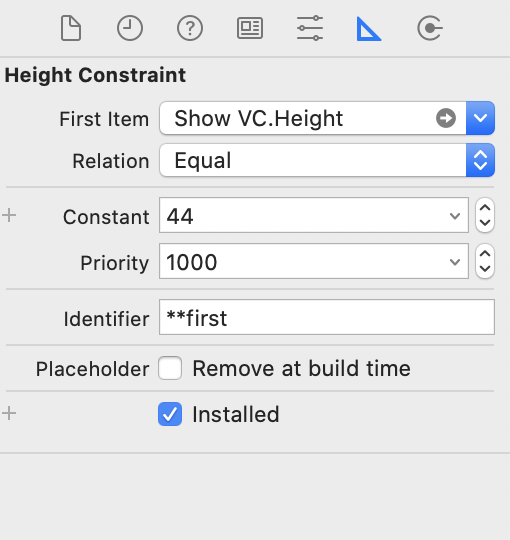 Height Constraint
First Item Show VC.Height
Relation Equal
Constant 44
Priority 1000
Identifier **first
Placeholder Remove at build time
Installed